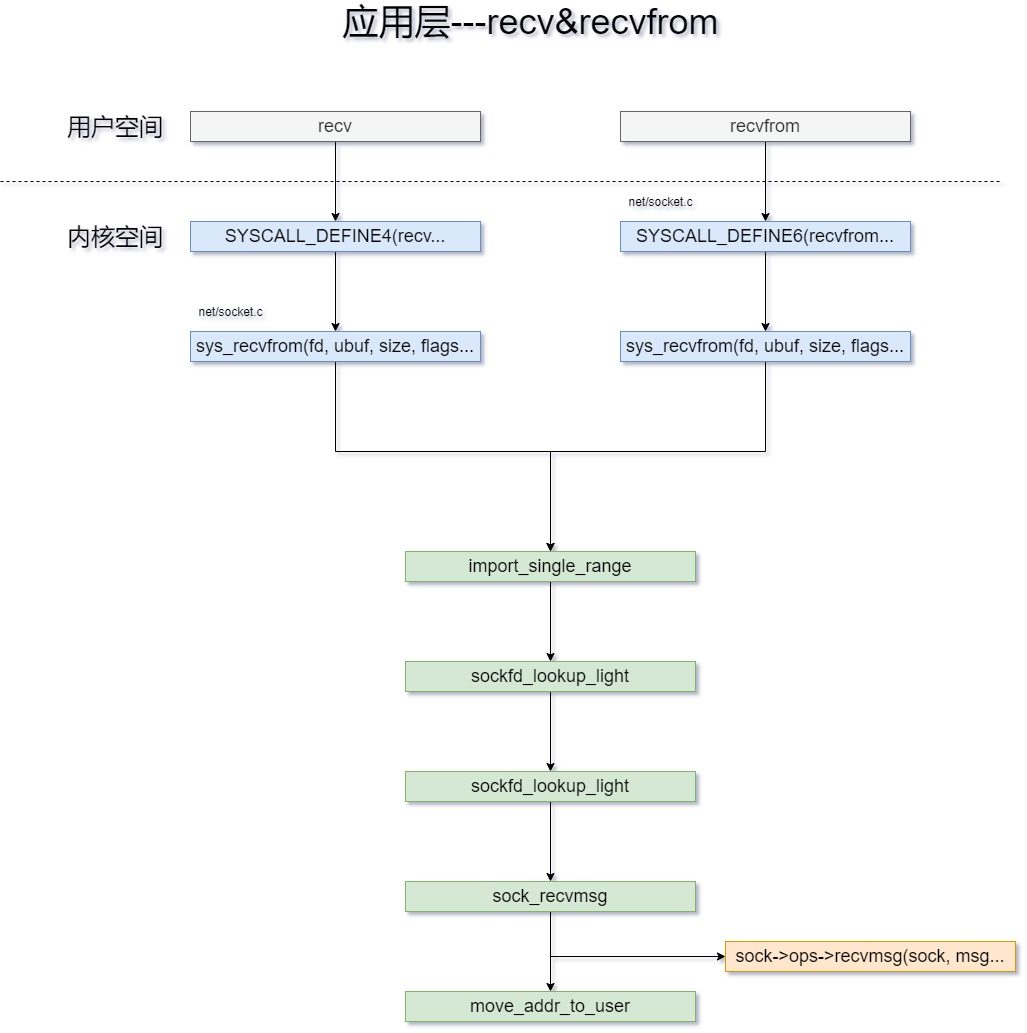 应用层---recv&recvfrom
用户空间
recv
recvfrom
net/socket.c
内核空间
SYSCALL_DEFINE4(recv...
SYSCALL_DEFINE6(recvfrom...
net/socket.c
sys_recvfrom(fd, ubuf, size, flags...
sys_recvfrom(fd, ubuf, size, flags...
import_single_range
sockfd_lookup_light
sockfd_lookup_light
sock_recvmsg
sock->ops->recvmsg(sock, msg...
move_addr_to_user